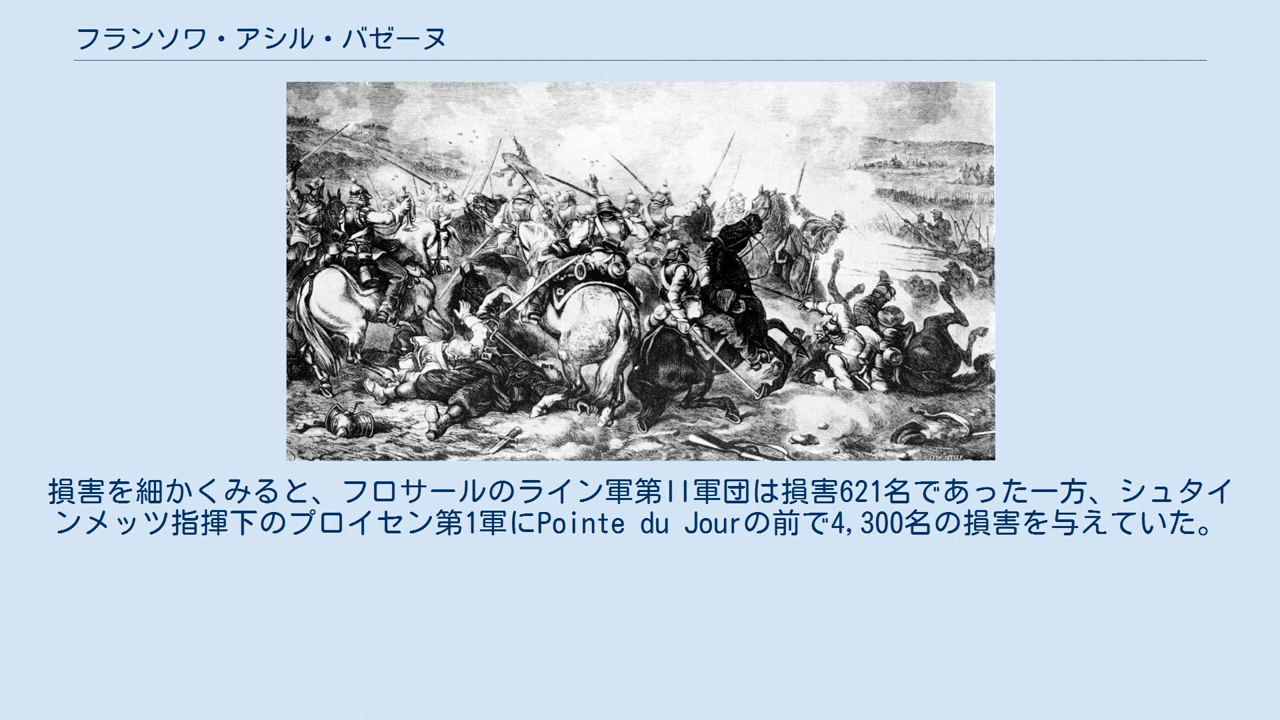 フランソワ・アシル・バゼーヌ
損害を細かくみると、フロサールのライン軍第II軍団は損害621名であった一方、シュタイ
ンメッツ指揮下のプロイセン第1軍にPointe du Jourの前で4,300名の損害を与えていた。